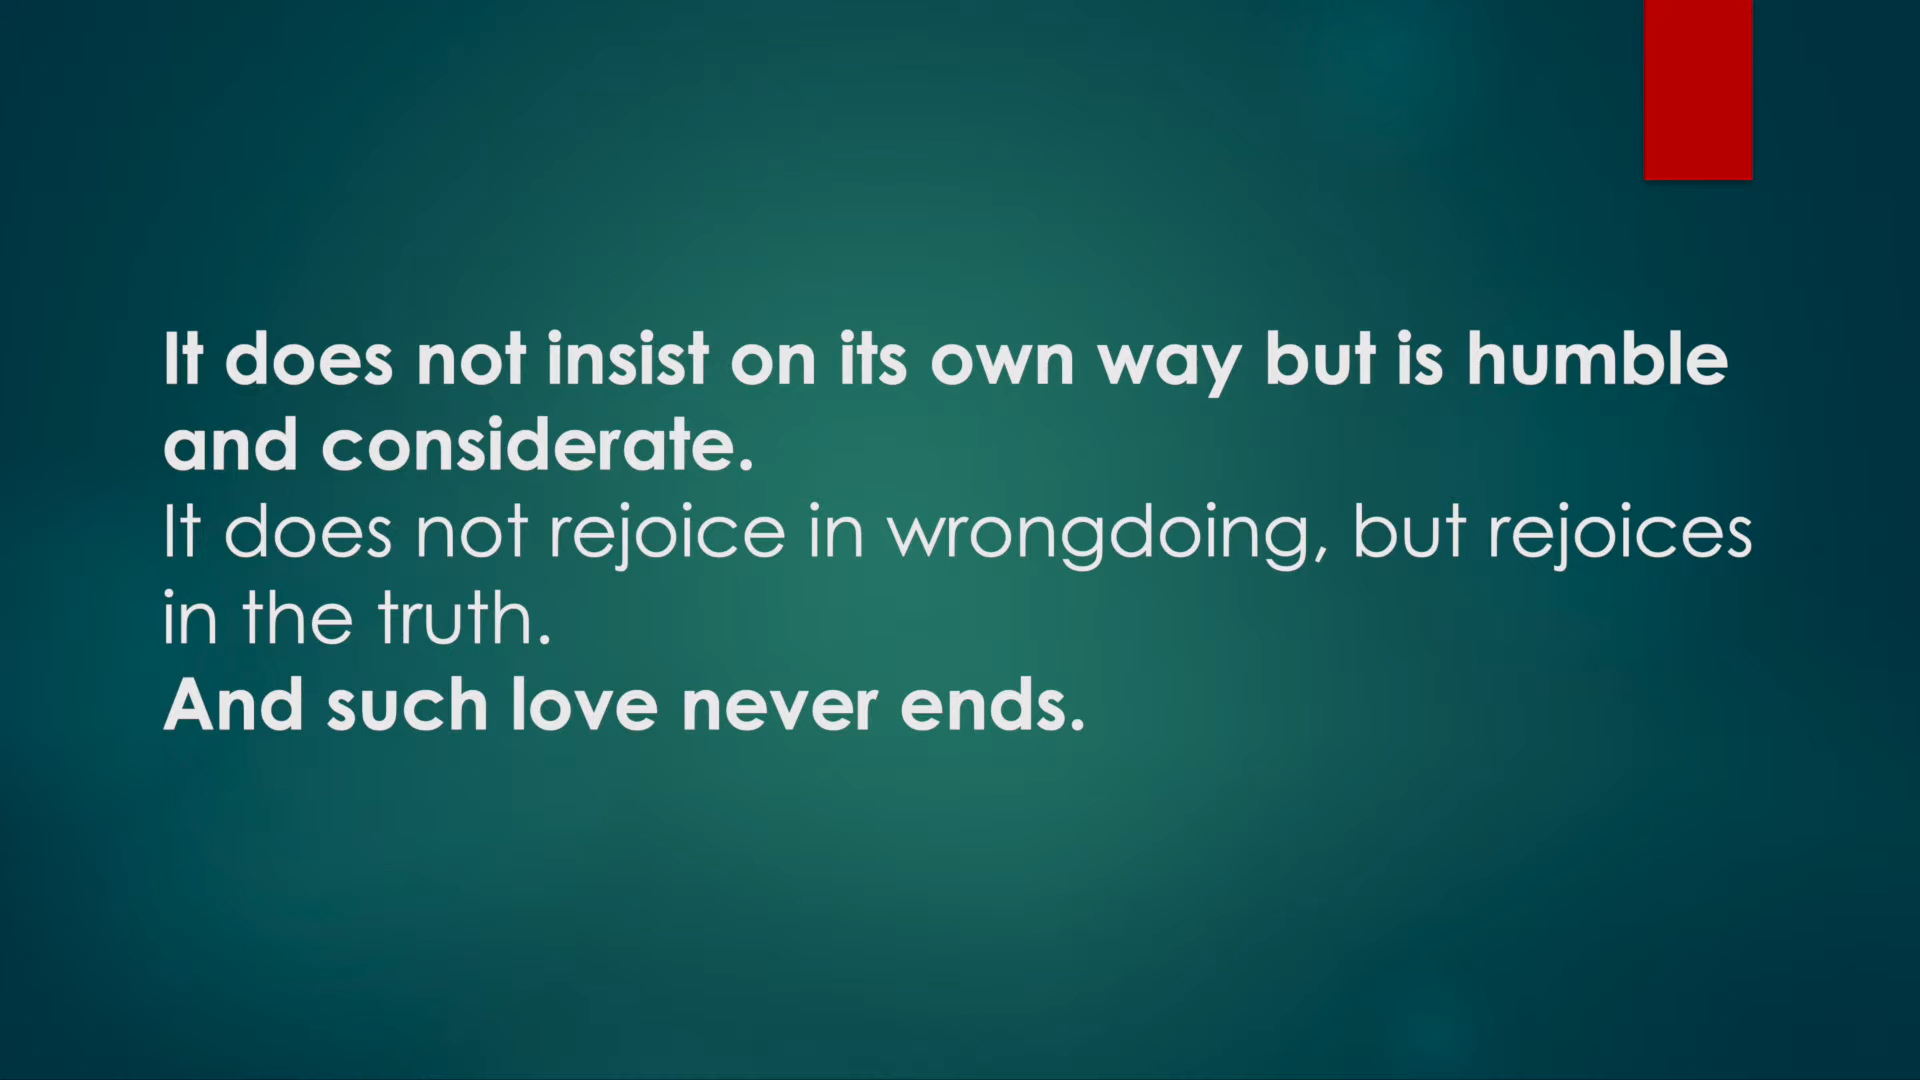 It does not insist on its own way but is humble
and considerate.
It does not rejoice in wrongdoing, but rejoices
in the truth.
And such love never ends.